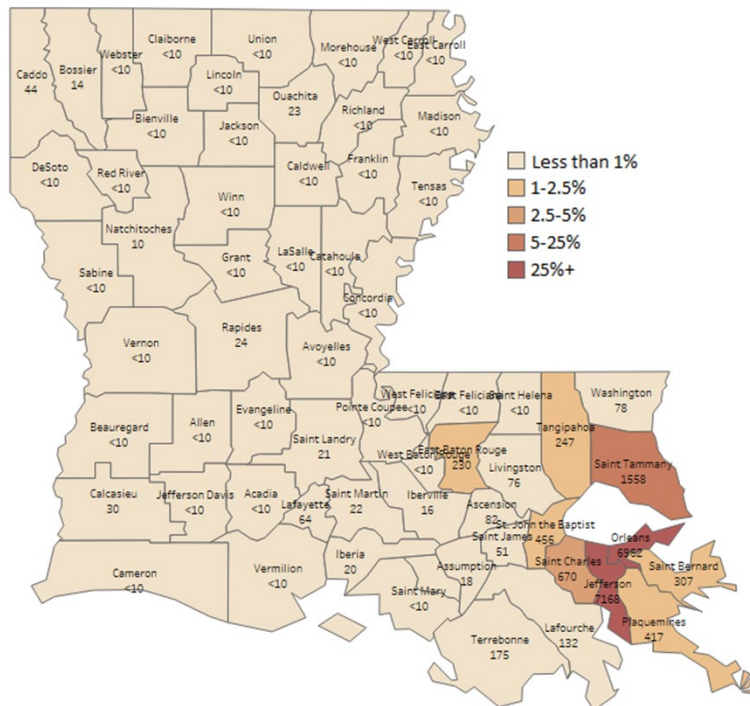 Caddo
44
Bossier
14
Webster
<10
Claiborne
<10
Union
<10
Morehouse
<10
West Carroll
<10
East Carroll
<10
Lincoln
<10
Ouachita
23
Richland
<10
Madison
<10
Bienville
<10
Jackson
<10
DeSoto
<10
Red River
<10
Caldwell
<10
Franklin
<10
Tensas
<10
Winn
<10
Natchitoches
10
Sabine
<10
Grant
<10
LaSalle
<10
Catahoula
<10
Concordia
<10
Vernon
<10
Rapides
24
Avoyelles
<10
Less than 1%
1-2.5%
2.5-5%
5-25%
25%+
Beauregard
<10
Allen
<10
Evangeline
<10
Saint Landry
21
Pointe Coupee
West Feliciana
<10
East Feliciana
<10
Saint Helena
<10
Tangipahoa
247
Washington
78
Calcasieu
30
Jefferson Davis
<10
Acadia
<10
Lafayette
64
Saint Martin
22
West Baton Rouge
<10
East Baton Rouge
230
Livingston
76
Saint Tammany
1558
Iberville
16
Ascension
82
St. John the Baptist
456
Saint James
51
Orleans
6962
Cameron
<10
Vermilion
<10
Iberia
20
Saint Mary
<10
Assumption
18
Saint Charles
670
Jefferson
7168
Saint Bernard
307
Plaquemines
417
Terrebonne
175
Lafourche
132